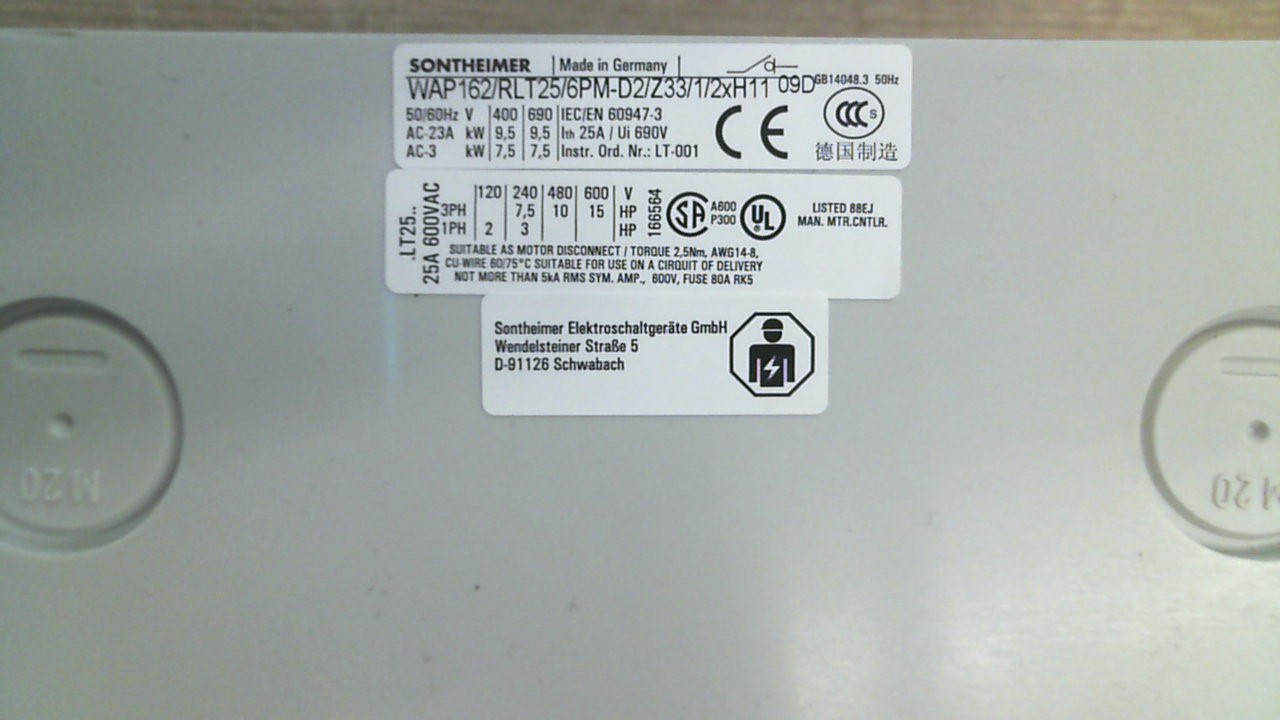 SONTHEIMER Made in Germany
WAP162/RLT25/6PM-D2/Z33/1/2xH11 09D
GB14048.3 50Hz
50/60Hz V 400 690 IEC/EN 60947-3
AC-23A kW 9,5 9,5 Ith 25A / Ui 690V
AC-3 kW 7,5 7,5 Instr. Ord. Nr.: LT-001
CE
CCC S
德国制造
.LT25..
25A 600VAC
120 240 480 600 V
3PH 7,5 10 15 HP
1PH 2 3 HP
166564
SA A600
P300
UL
LISTED 88EJ
MAN. MTR.CNTLR.
SUITABLE AS MOTOR DISCONNECT / TORQUE 2,5Nm, AWG14-8,
CU-WIRE 60/75°C SUITABLE FOR USE ON A CIRQUIT OF DELIVERY
NOT MORE THAN 5kA RMS SYM. AMP., 600V, FUSE 80A RK5
Sontheimer Elektroschaltgeräte GmbH
Wendelsteiner Straße 5
D-91126 Schwabach
M 20
M 20